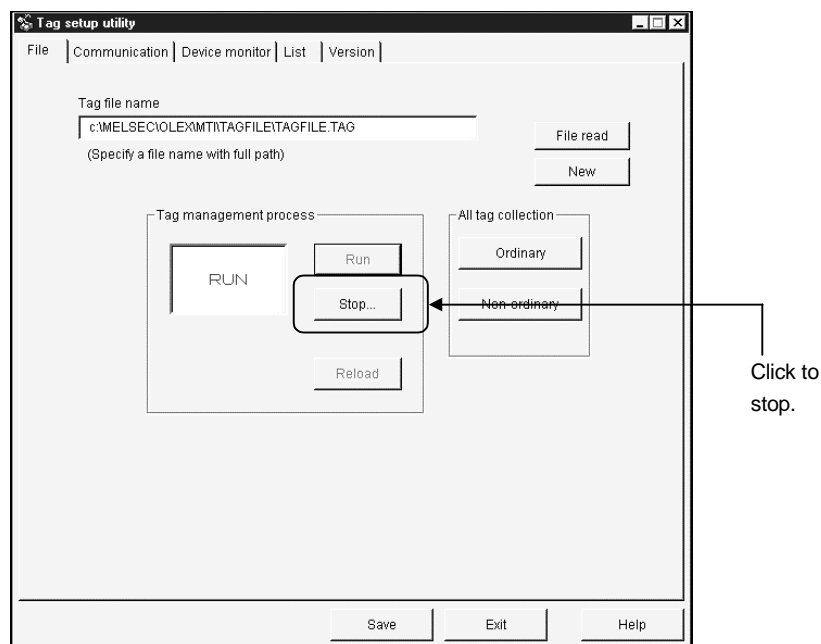 Tag setup utility
File Communication Device monitor List Version
Tag file name
c:\MELSEC\OLEX\MTI\TAGFILE\TAGFILE.TAG
(Specify a file name with full path)
File read
New
Tag management process
All tag collection
RUN
Run
Stop...
Reload
Ordinary
Non-ordinary
Click to
stop.
Save
Exit
Help